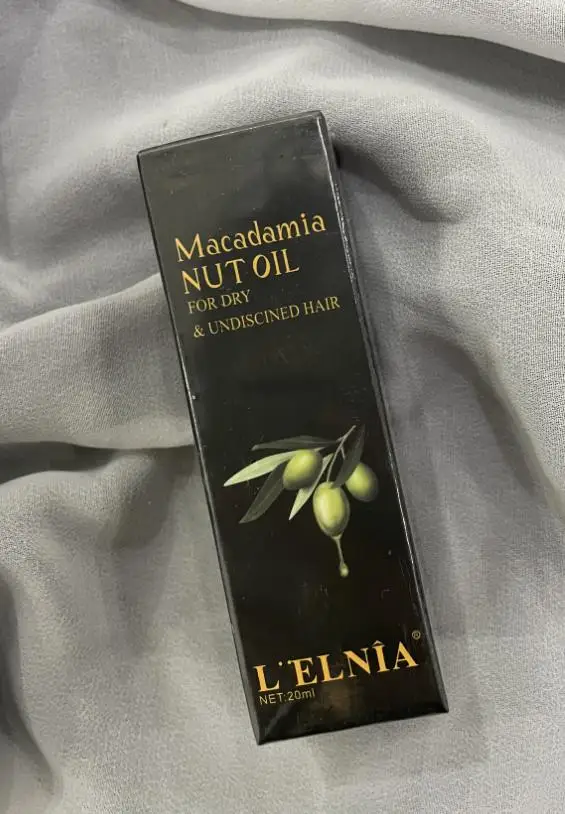 Macadamia
NUT OIL
FOR DRY
& UNDISCINED HAIR
L'ELNÎA®
NET:20ml